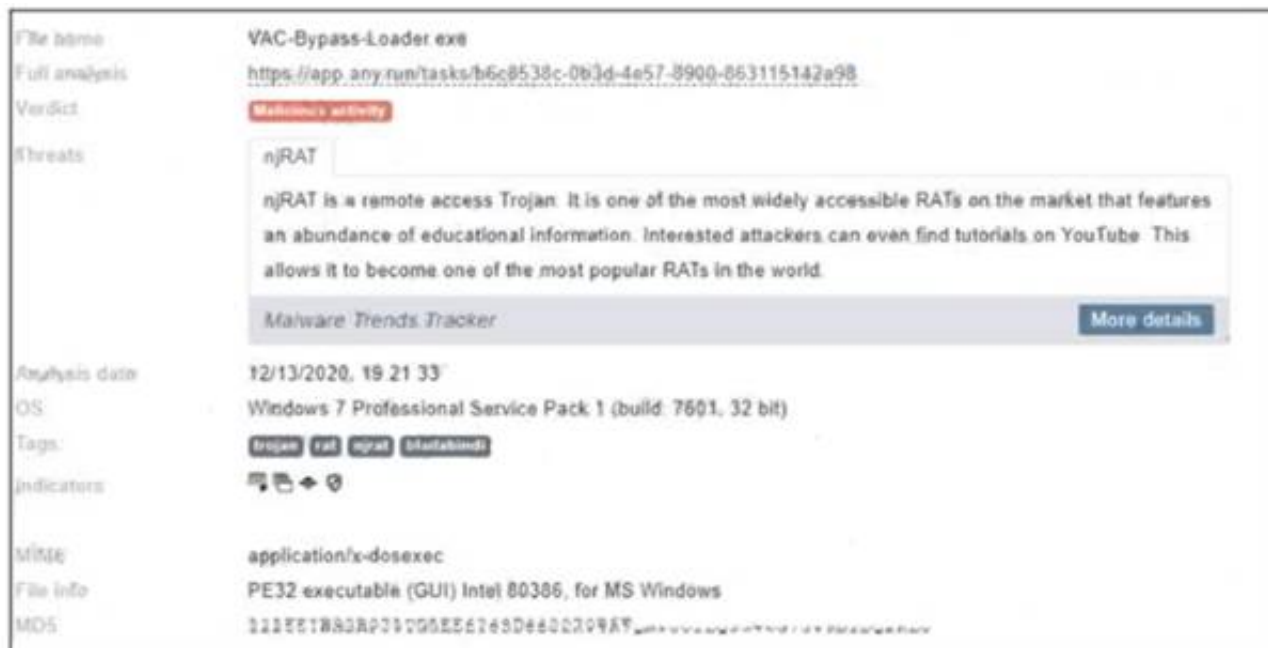 File name VAC-Bypass-Loader.exe
Full analysis https://app.any.run/tasks/b6c8538c-0b3d-4e57-8900-863115142a98
Verdict Malicious activity
Threats njRAT
njRAT is a remote access Trojan. It is one of the most widely accessible RATs on the market that features
an abundance of educational information. Interested attackers can even find tutorials on YouTube. This
allows it to become one of the most popular RATs in the world.
Malware Trends Tracker More details
Analysis date 12/13/2020, 19:21:33
OS: Windows 7 Professional Service Pack 1 (build: 7601, 32 bit)
Tags: trojan rat njrat bladabindi
Indicators:
MIME: application/x-dosexec
File info: PE32 executable (GUI) Intel 80386, for MS Windows
MD5: